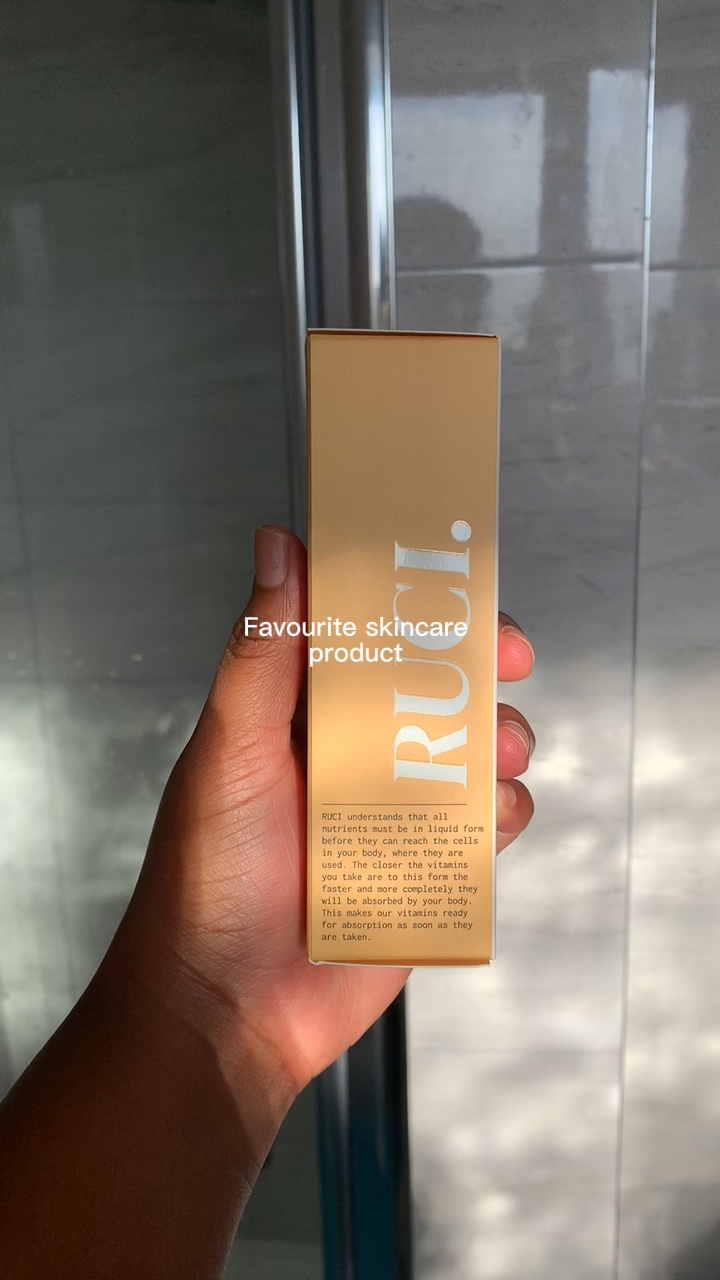 RUCI.
Favourite skincare
product
RUCI understands that all
nutrients must be in liquid form
before they can reach the cells
in your body, where they are
used. The closer the vitamins
you take are to this form the
faster and more completely they
will be absorbed by your body.
This makes our vitamins ready
for absorption as soon as they
are taken.